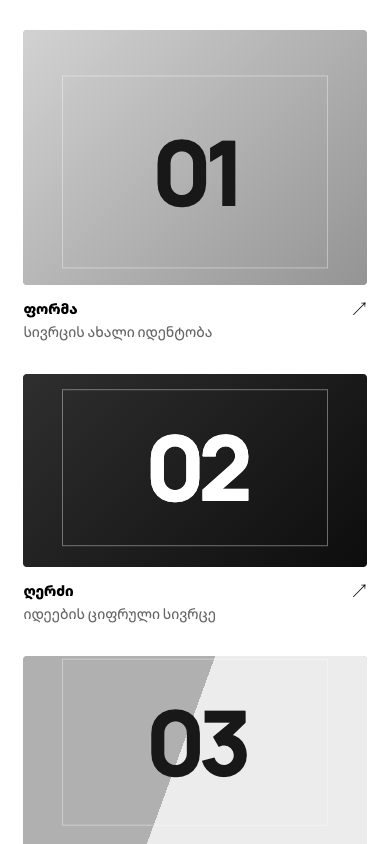 01
ფორმა
სივრცის ახალი იდენტობა
02
ღერძი
იდეების ციფრული სივრცე
03